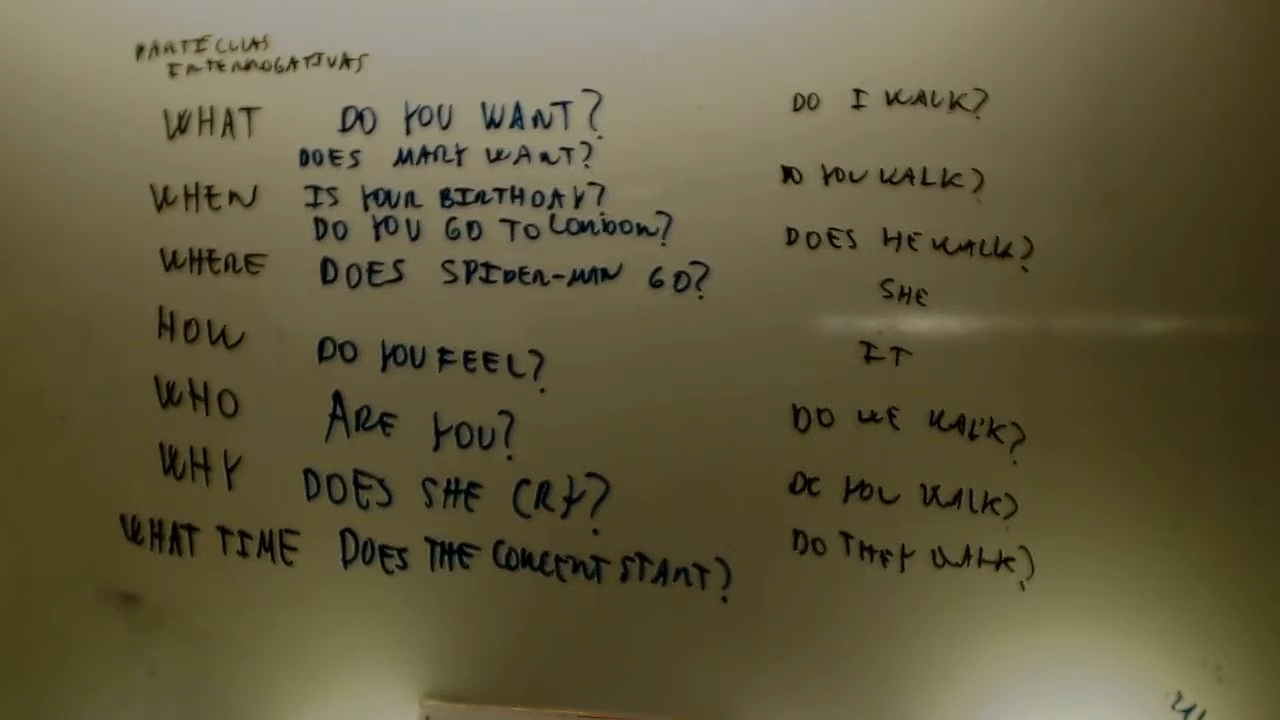 PARTICULAS
INTERROGATIVAS
WHAT DO YOU WANT?
DOES MARY WANT?
WHEN IS YOUR BIRTHDAY?
DO YOU GO TO LONDON?
WHERE DOES SPIDER-MAN GO?
HOW DO YOU FEEL?
WHO ARE YOU?
WHY DOES SHE CRY?
WHAT TIME DOES THE CONCERT START?
DO I WALK?
DO YOU WALK?
DOES HE WALK?
SHE
IT
DO WE WALK?
DO YOU WALK?
DO THEY WALK?